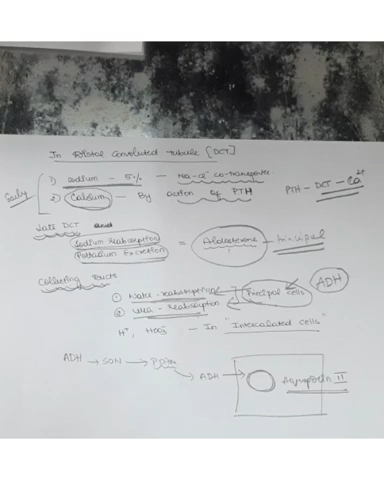 In Distal convoluted tubule [DCT]
Early
1) sodium - 5% - Na-Cl⁻ co-transporter
2) Calcium - By action of PTH
PTH - DCT - Ca²⁺
Late DCT
Sodium reabsorption
Potassium Excretion
= Aldosterone - Principal
Collecting Ducts
① Water - reabsorption
② Urea - Reabsorption
Principal cells
ADH
H⁺, HCO₃⁻ - In "Intercalated cells"
ADH → SON → → ADH →
Aquaporin II